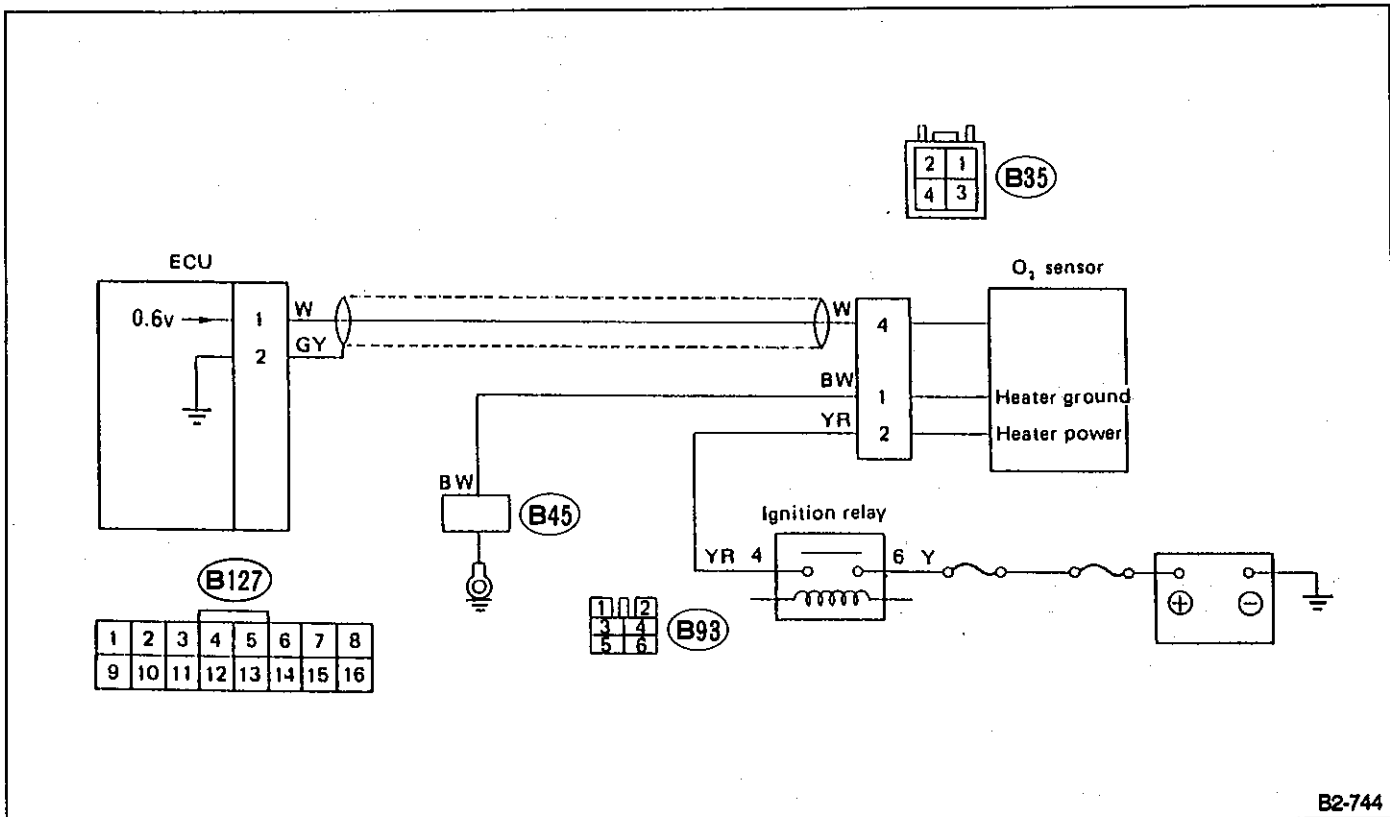 2 1
4 3
B35
ECU
O₂ sensor
0.6v 1 W W 4
2 GY
BW 1 Heater ground
YR 2 Heater power
BW
B45
Ignition relay
YR 4 6 Y
⊕ ⊖
B127
1 2
3 4
5 6
B93
1 2 3 4 5 6 7 8
9 10 11 12 13 14 15 16
B2-744